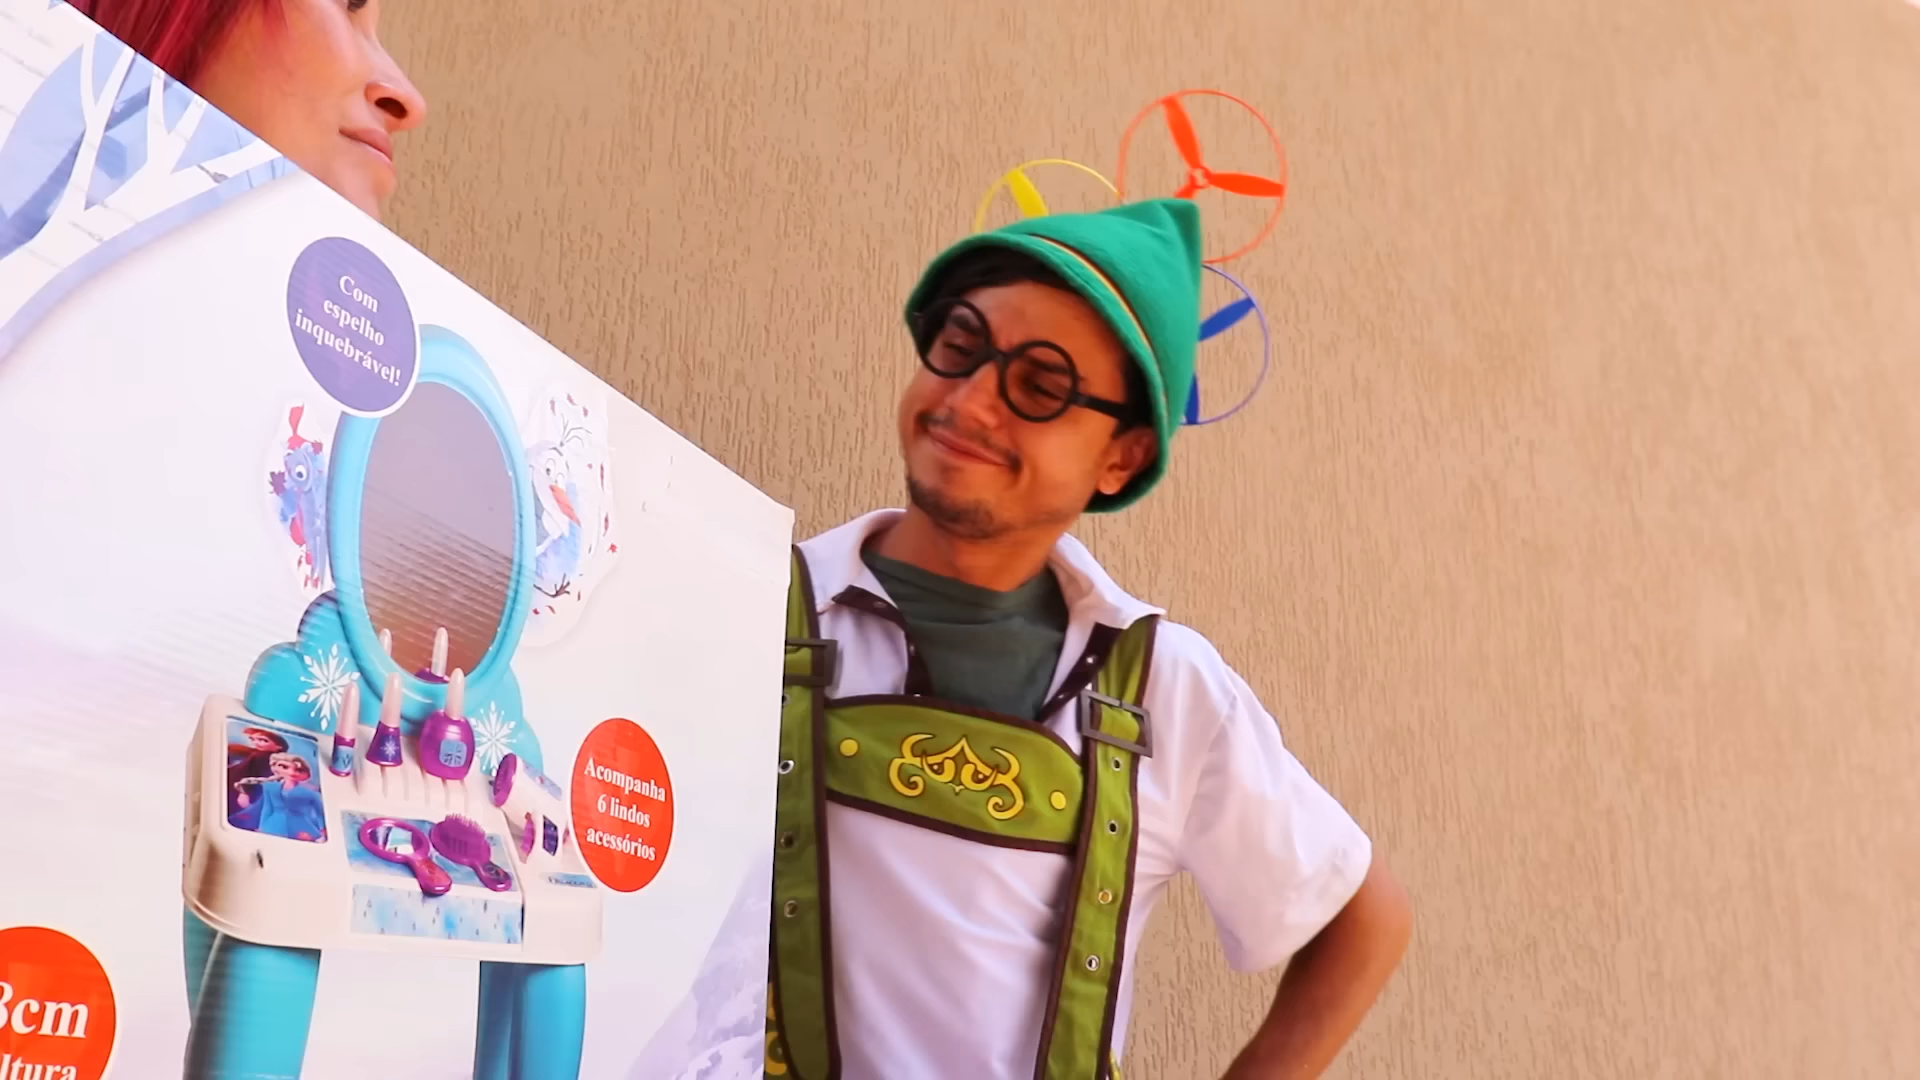 Com
espelho
inquebrável!
Acompanha
6 lindos
acessórios
8cm
ltura